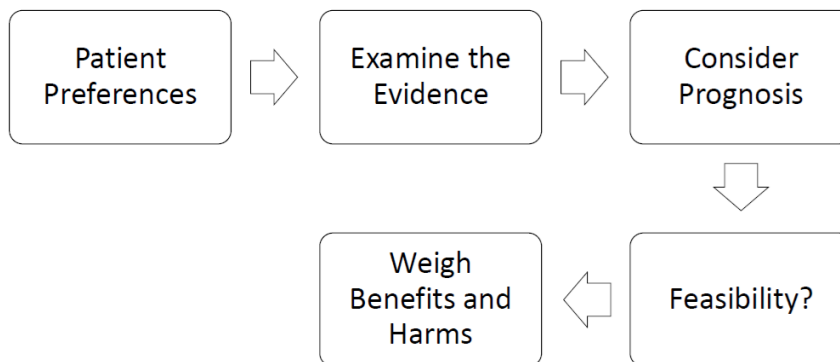 Patient
Preferences
Examine the
Evidence
Consider
Prognosis
Feasibility?
Weigh
Benefits and
Harms